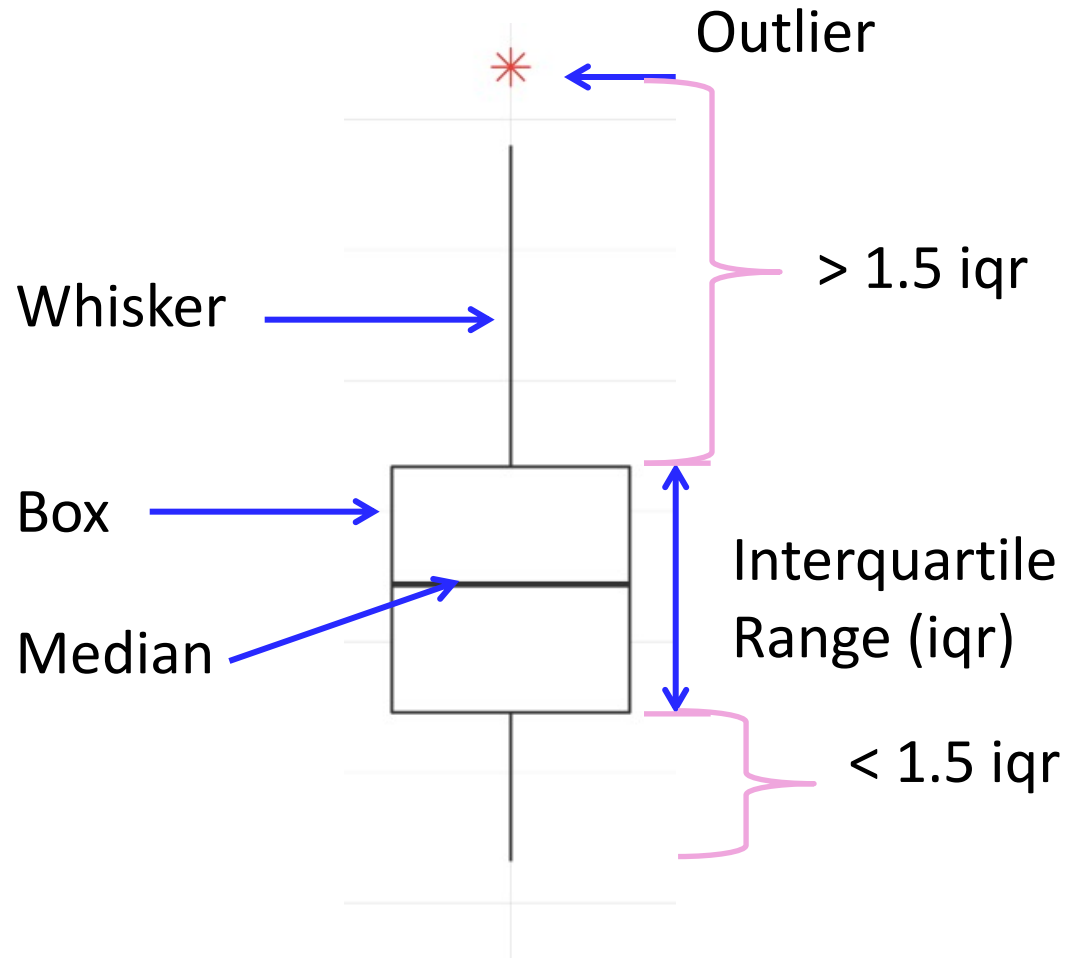 Outlier
> 1.5 iqr
Whisker
Box
Interquartile
Range (iqr)
Median
< 1.5 iqr